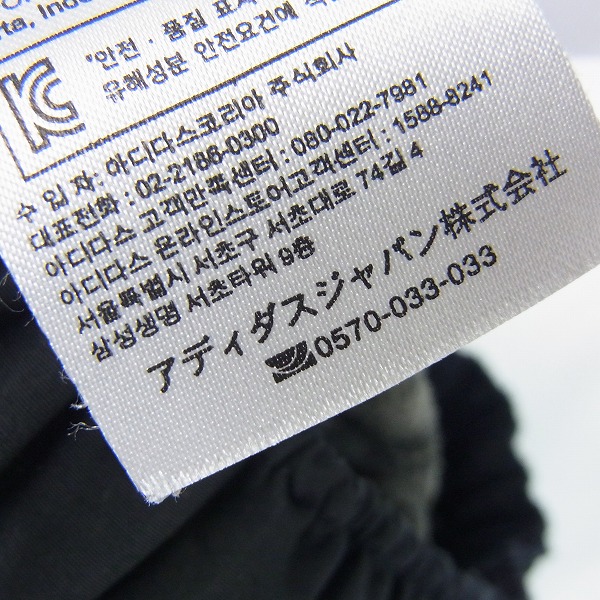 rta, Indo
KC
"안전 · 품질 표시
유해성분 안전요건에
수 입 자: 아디다스코리아 주식회사
대표전화 : 02-2186-0300
아디다스 고객만족센터 : 080-022-7981
아디다스 온라인스토어고객센터 : 1588-8241
서울특별시 서초구 서초대로 74길 4
삼성생명 서초타워 9층
アディダスジャパン株式会社
0570-033-033